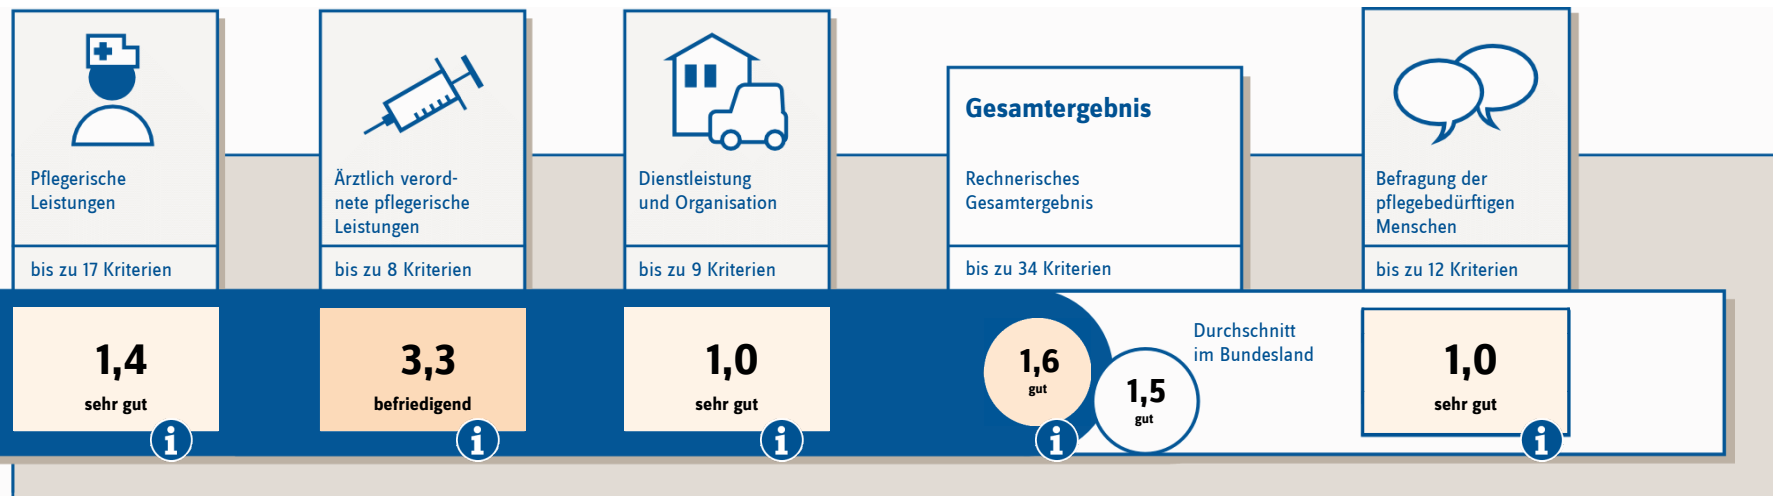 Pflegerische
Leistungen
bis zu 17 Kriterien
1,4
sehr gut
i
Ärztlich verord-
nete pflegerische
Leistungen
bis zu 8 Kriterien
3,3
befriedigend
i
Dienstleistung
und Organisation
bis zu 9 Kriterien
1,0
sehr gut
i
Gesamtergebnis
Rechnerisches
Gesamtergebnis
bis zu 34 Kriterien
1,6
gut
i
1,5
gut
Durchschnitt
im Bundesland
Befragung der
pflegebedürftigen
Menschen
bis zu 12 Kriterien
1,0
sehr gut
i